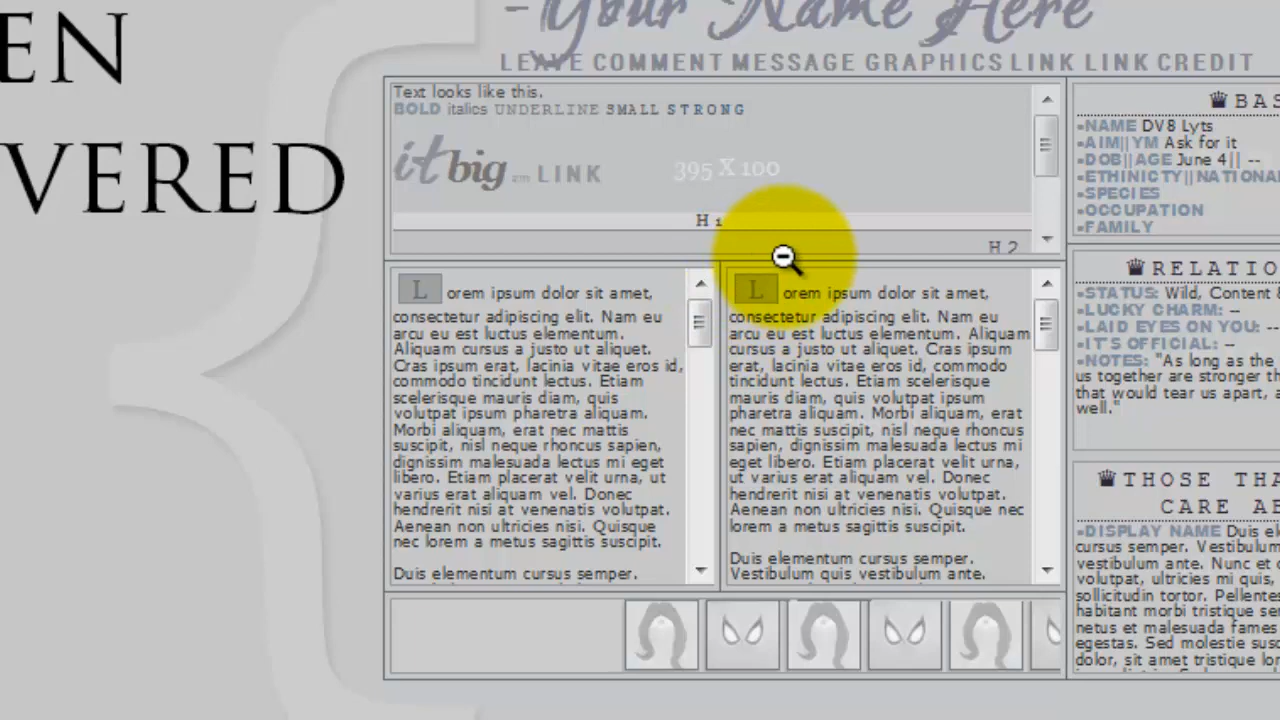 EN
VERED
-Your Name Here
LEAVE COMMENT MESSAGE GRAPHICS LINK LINK CREDIT
Text looks like this.
BOLD italics UNDERLINE SMALL STRONG
it big LINK
395 X 100
H 1
H 2
L orem ipsum dolor sit amet,
consectetur adipiscing elit. Nam eu
arcu eu est luctus elementum.
Aliquam cursus a justo ut aliquet.
Cras ipsum erat, lacinia vitae eros id,
commodo tincidunt lectus. Etiam
scelerisque mauris diam, quis
volutpat ipsum pharetra aliquam.
Morbi aliquam, erat nec mattis
suscipit, nisl neque rhoncus sapien,
dignissim malesuada lectus mi eget
libero. Etiam placerat velit urna, ut
varius erat aliquam vel. Donec
hendrerit nisi at venenatis volutpat.
Aenean non ultricies nisi. Quisque
nec lorem a metus sagittis suscipit.
Duis elementum cursus semper.
L orem ipsum dolor sit amet,
consectetur adipiscing elit. Nam eu
arcu eu est luctus elementum. Aliquam
cursus a justo ut aliquet. Cras ipsum
erat, lacinia vitae eros id, commodo
tincidunt lectus. Etiam scelerisque
mauris diam, quis volutpat ipsum
pharetra aliquam. Morbi aliquam, erat
nec mattis suscipit, nisl neque rhoncus
sapien, dignissim malesuada lectus mi
eget libero. Etiam placerat velit urna,
ut varius erat aliquam vel. Donec
hendrerit nisi at venenatis volutpat.
Aenean non ultricies nisi. Quisque nec
lorem a metus sagittis suscipit.
Duis elementum cursus semper.
Vestibulum quis vestibulum ante.
BAS
NAME DV8 Lyts
AIM||YM Ask for it
DOB||AGE June 4|| --
ETHINICTY||NATIONA
SPECIES
OCCUPATION
FAMILY
RELATIO
STATUS: Wild, Content &
LUCKY CHARM: --
LAID EYES ON YOU: --
IT'S OFFICIAL: --
NOTES: "As long as the
us together are stronger th
that would tear us apart, a
well."
THOSE THA
CARE AB
DISPLAY NAME Duis el
cursus semper. Vestibulum
vestibulum ante. Nunc et c
volutpat, ultricies mi quis,
sollicitudin tortor. Pellentes
habitant morbi tristique se
netus et malesuada fames
egestas. Sed molestie susc
dolor, sit amet tristique lor